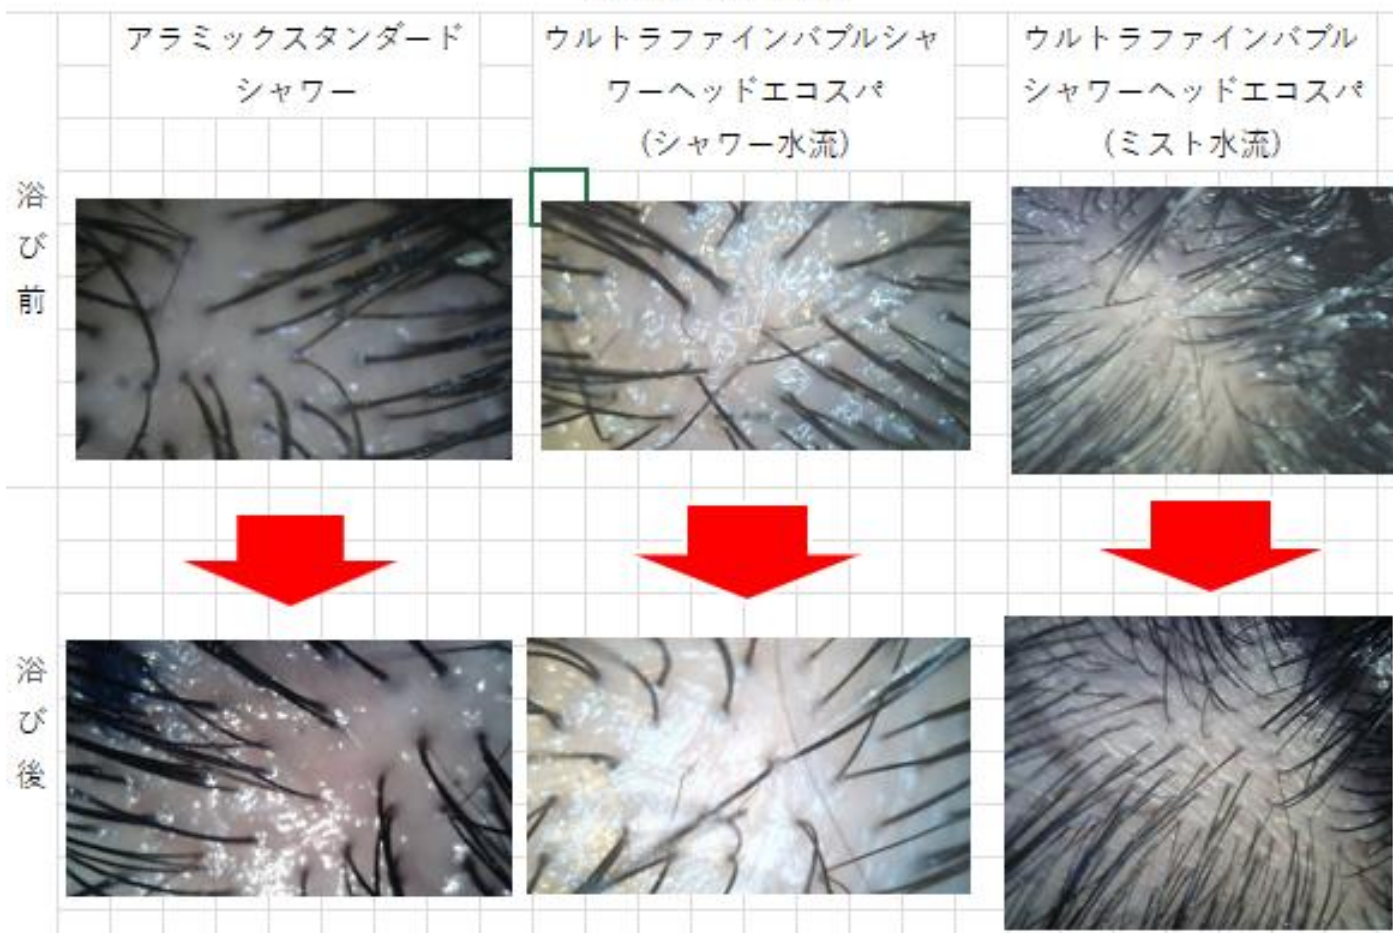 アラミックスタンダード
シャワー
ウルトラファインバブルシャ
ワーヘッドエコスパ
(シャワー水流)
ウルトラファインバブル
シャワーヘッドエコスパ
(ミスト水流)
浴び前
浴び後